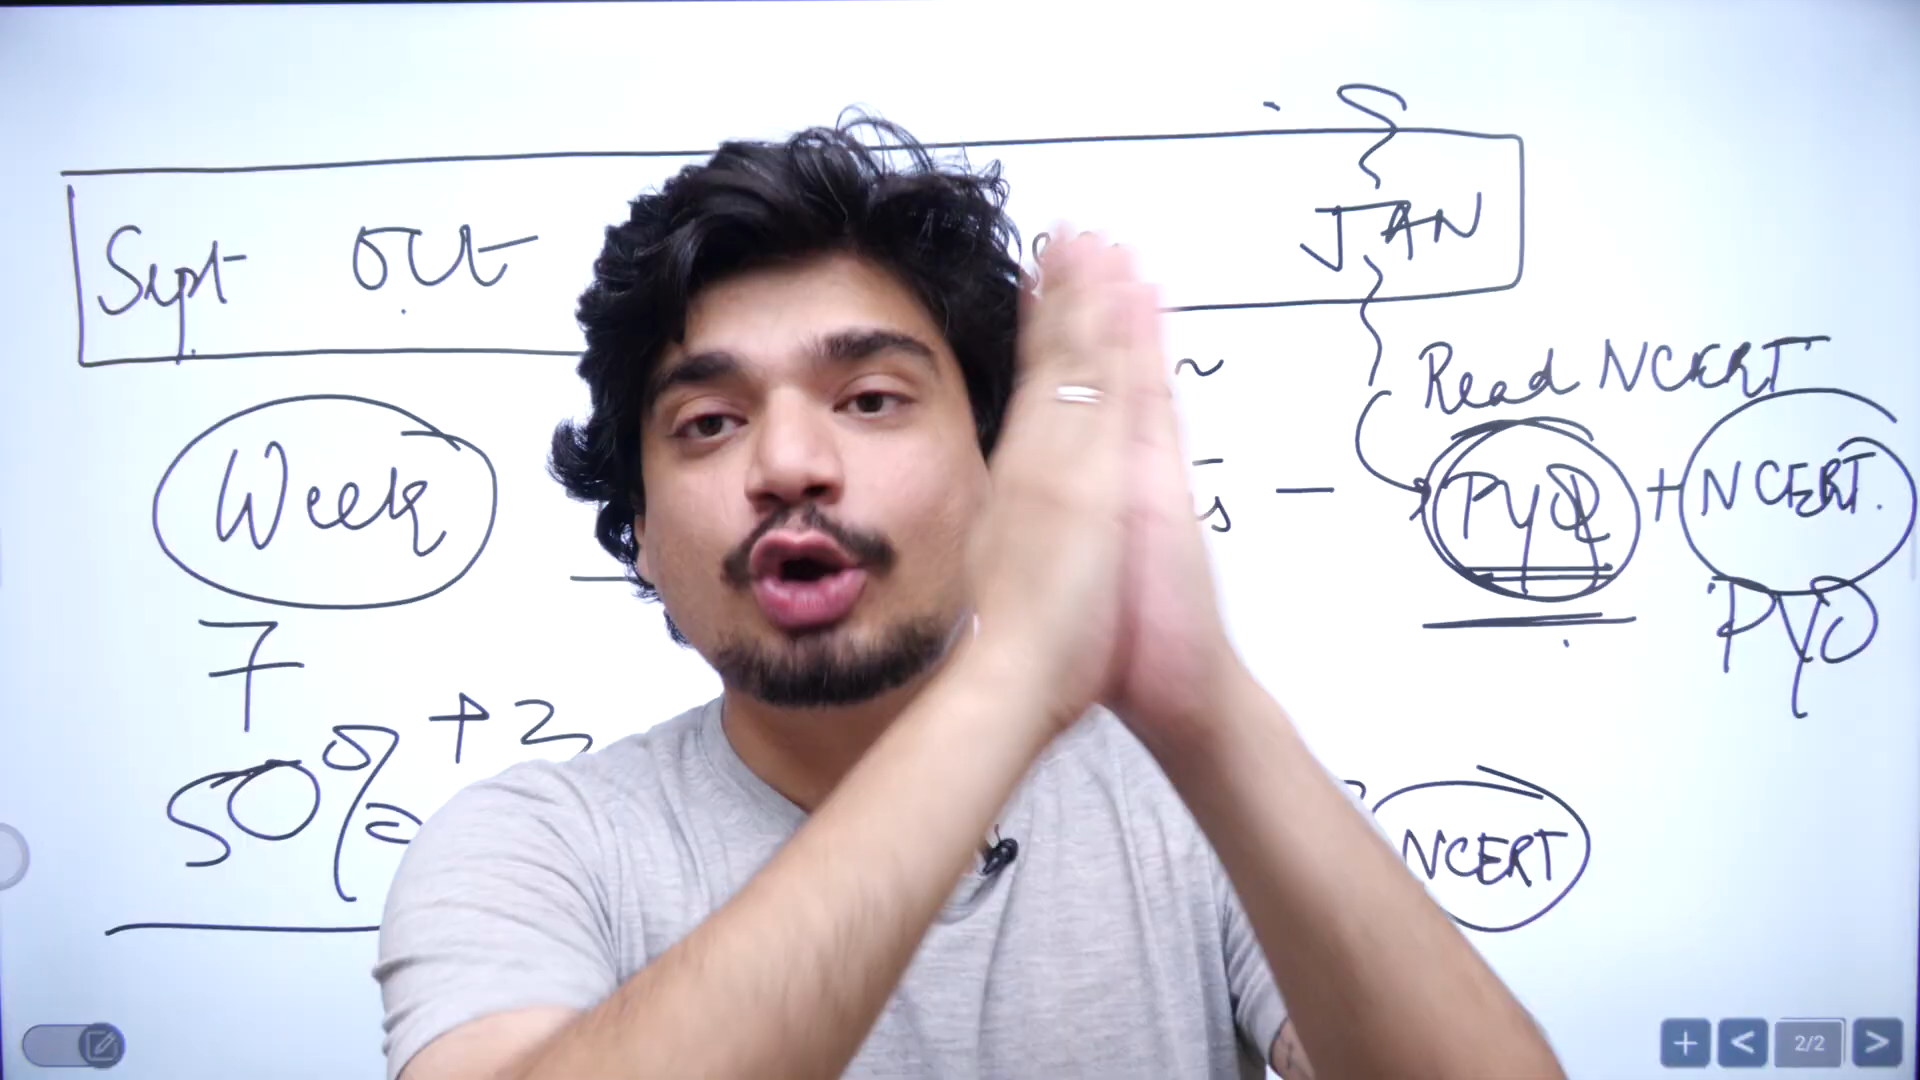 Sept OCt JAN
Read NCERT
Week
PYQ + NCERT.
7
PYQ
+ 3
50%
NCERT
2/2